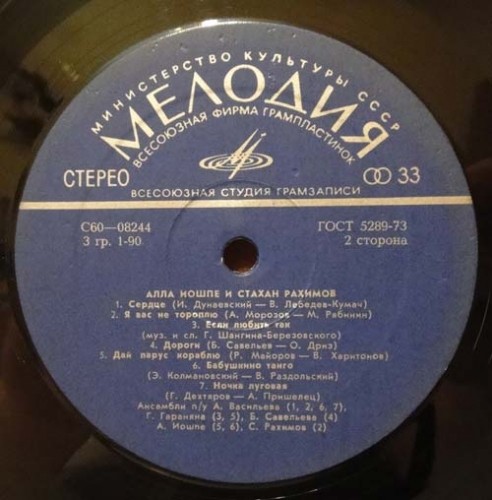 МИНИСТЕРСТВО КУЛЬТУРЫ СССР
МЕЛОДИЯ
ВСЕСОЮЗНАЯ ФИРМА ГРАМПЛАСТИНОК
СТЕРЕО
33
ВСЕСОЮЗНАЯ СТУДИЯ ГРАМЗАПИСИ
С60—08244
ГОСТ 5289-73
3 гр. 1-90
2 сторона
АЛЛА ИОШПЕ И СТАХАН РАХИМОВ
1. Сердце (И. Дунаевский — В. Лебедев-Кумач)
2. Я вас не тороплю (А. Морозов — М. Рябинин)
3. Если любить так
(муз. и сл. Г. Шангина-Березовского)
4. Дороги (Б. Савельев — О. Дриз)
5. Дай парус кораблю (Р. Майоров — В. Харитонов)
6. Бабушкино танго
(Э. Колмановский — В. Раздольский)
7. Ночка луговая
(Г. Дехтяров — А. Пришелец)
Ансамбли п/у А. Васильева (1, 2, 6, 7),
Г. Гараняна (3, 5), Б. Савельева (4)
А. Иошпе (5, 6), С. Рахимов (2)